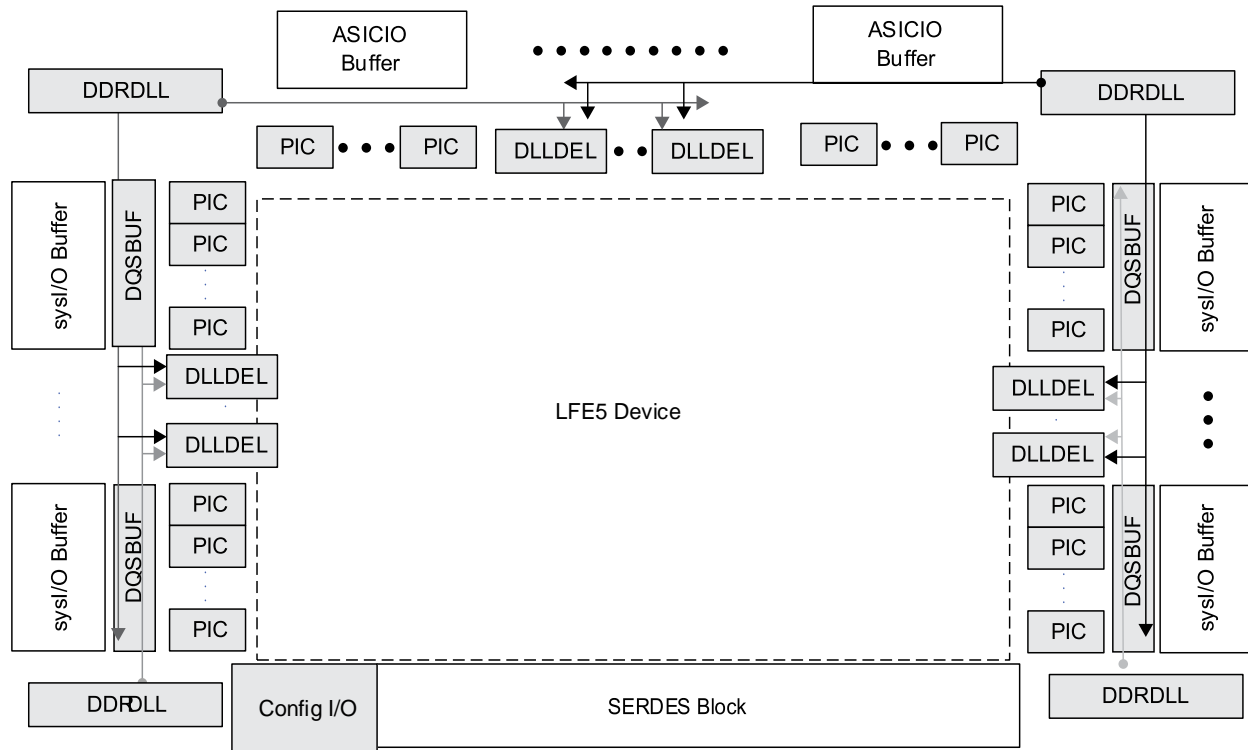 ASICIO
Buffer
ASICIO
Buffer
DDRDLL
DDRDLL
PIC
PIC
DLLDEL
DLLDEL
PIC
PIC
sysI/O Buffer
DQSBUF
PIC
PIC
PIC
DLLDEL
DLLDEL
sysI/O Buffer
DQSBUF
PIC
PIC
PIC
LFE5 Device
PIC
PIC
PIC
DQSBUF
sysI/O Buffer
DLLDEL
DLLDEL
PIC
PIC
PIC
DQSBUF
sysI/O Buffer
DDRDLL
Config I/O
SERDES Block
DDRDLL